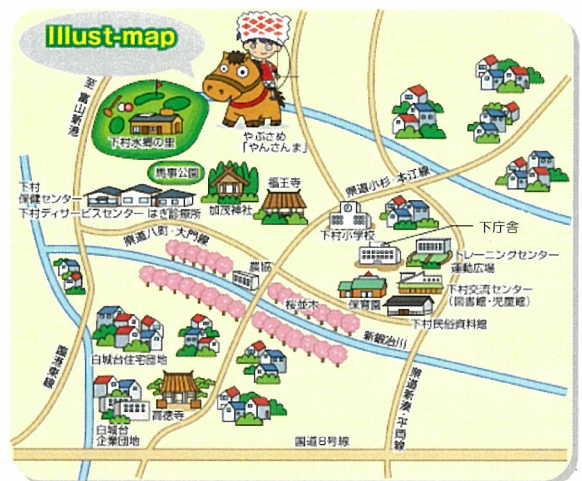 Illust-map
至 富山新港
下村水郷の里
やぶさめ
「やんさんま」
馬事公園
下村
保健センター
下村デイサービスセンター
はぎ診療所
加茂神社
福王寺
県道小杉 本江線
下村小学校
下庁舎
トレーニングセンター
運動広場
県道八町・大門線
農協
桜並木
保育園
下村交流センター
(図書館・児童館)
下村民俗資料館
新鍛冶川
白城台住宅団地
臨港東線
高徳寺
白城台
企業団地
県道新湊・平岡線
国道8号線